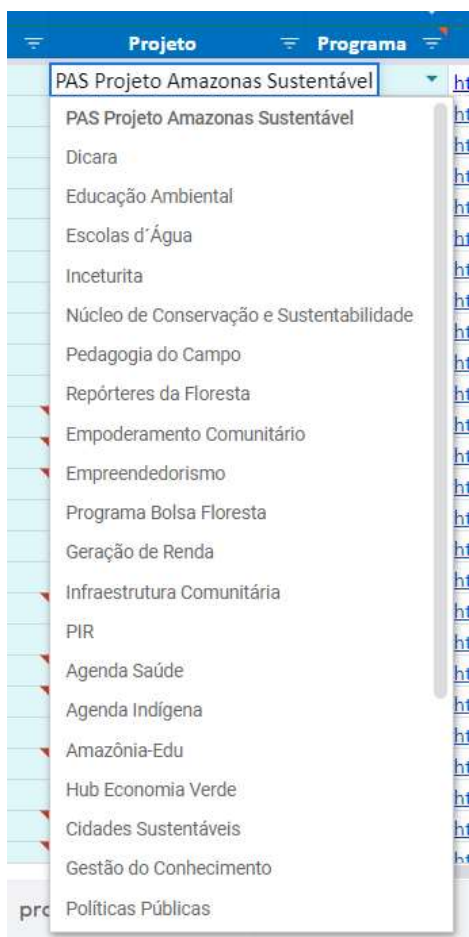 Projeto Programa
PAS Projeto Amazonas Sustentável
PAS Projeto Amazonas Sustentável
Dicara
Educação Ambiental
Escolas d´Água
Inceturita
Núcleo de Conservação e Sustentabilidade
Pedagogia do Campo
Repórteres da Floresta
Empoderamento Comunitário
Empreendedorismo
Programa Bolsa Floresta
Geração de Renda
Infraestrutura Comunitária
PIR
Agenda Saúde
Agenda Indígena
Amazônia-Edu
Hub Economia Verde
Cidades Sustentáveis
Gestão do Conhecimento
Políticas Públicas